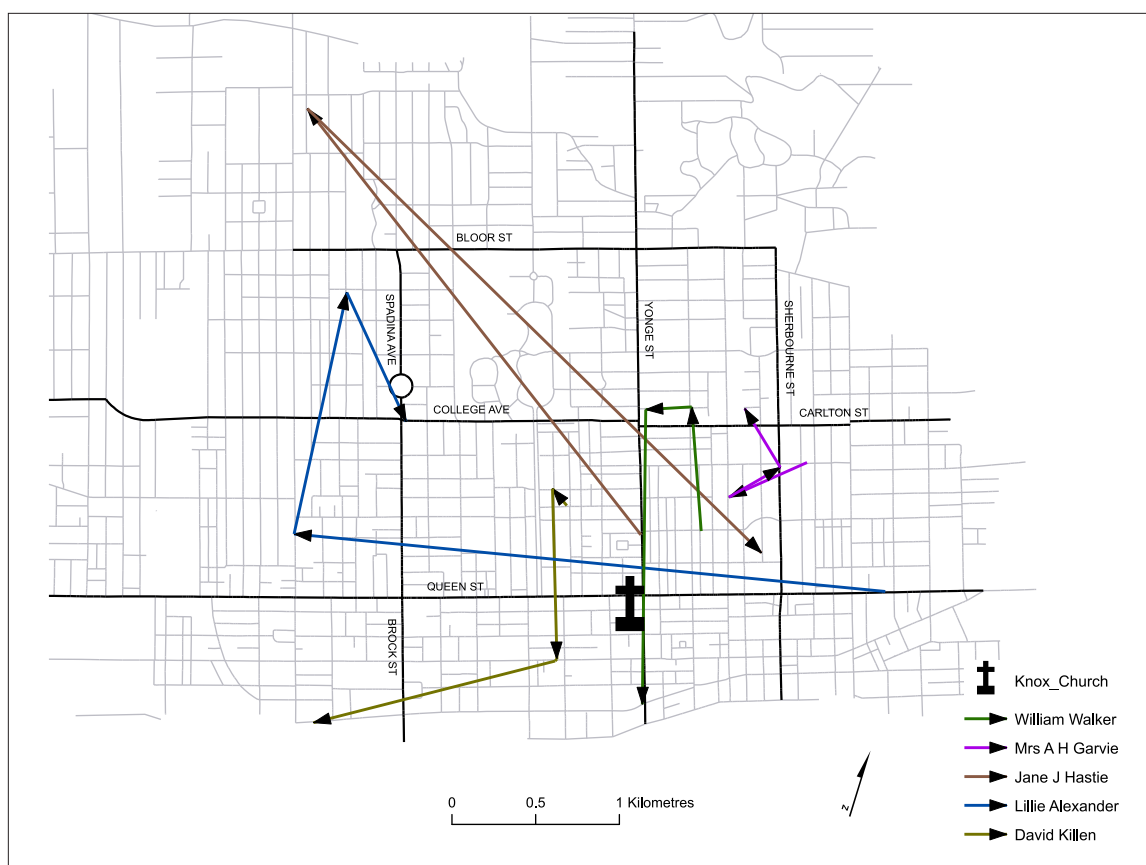 BLOOR ST
SPADINA AVE
YONGE ST
SHERBOURNE ST
COLLEGE AVE
CARLTON ST
QUEEN ST
BROCK ST
Knox_Church
William Walker
Mrs A H Garvie
Jane J Hastie
Lillie Alexander
David Killen
0 0.5 1 Kilometres
z